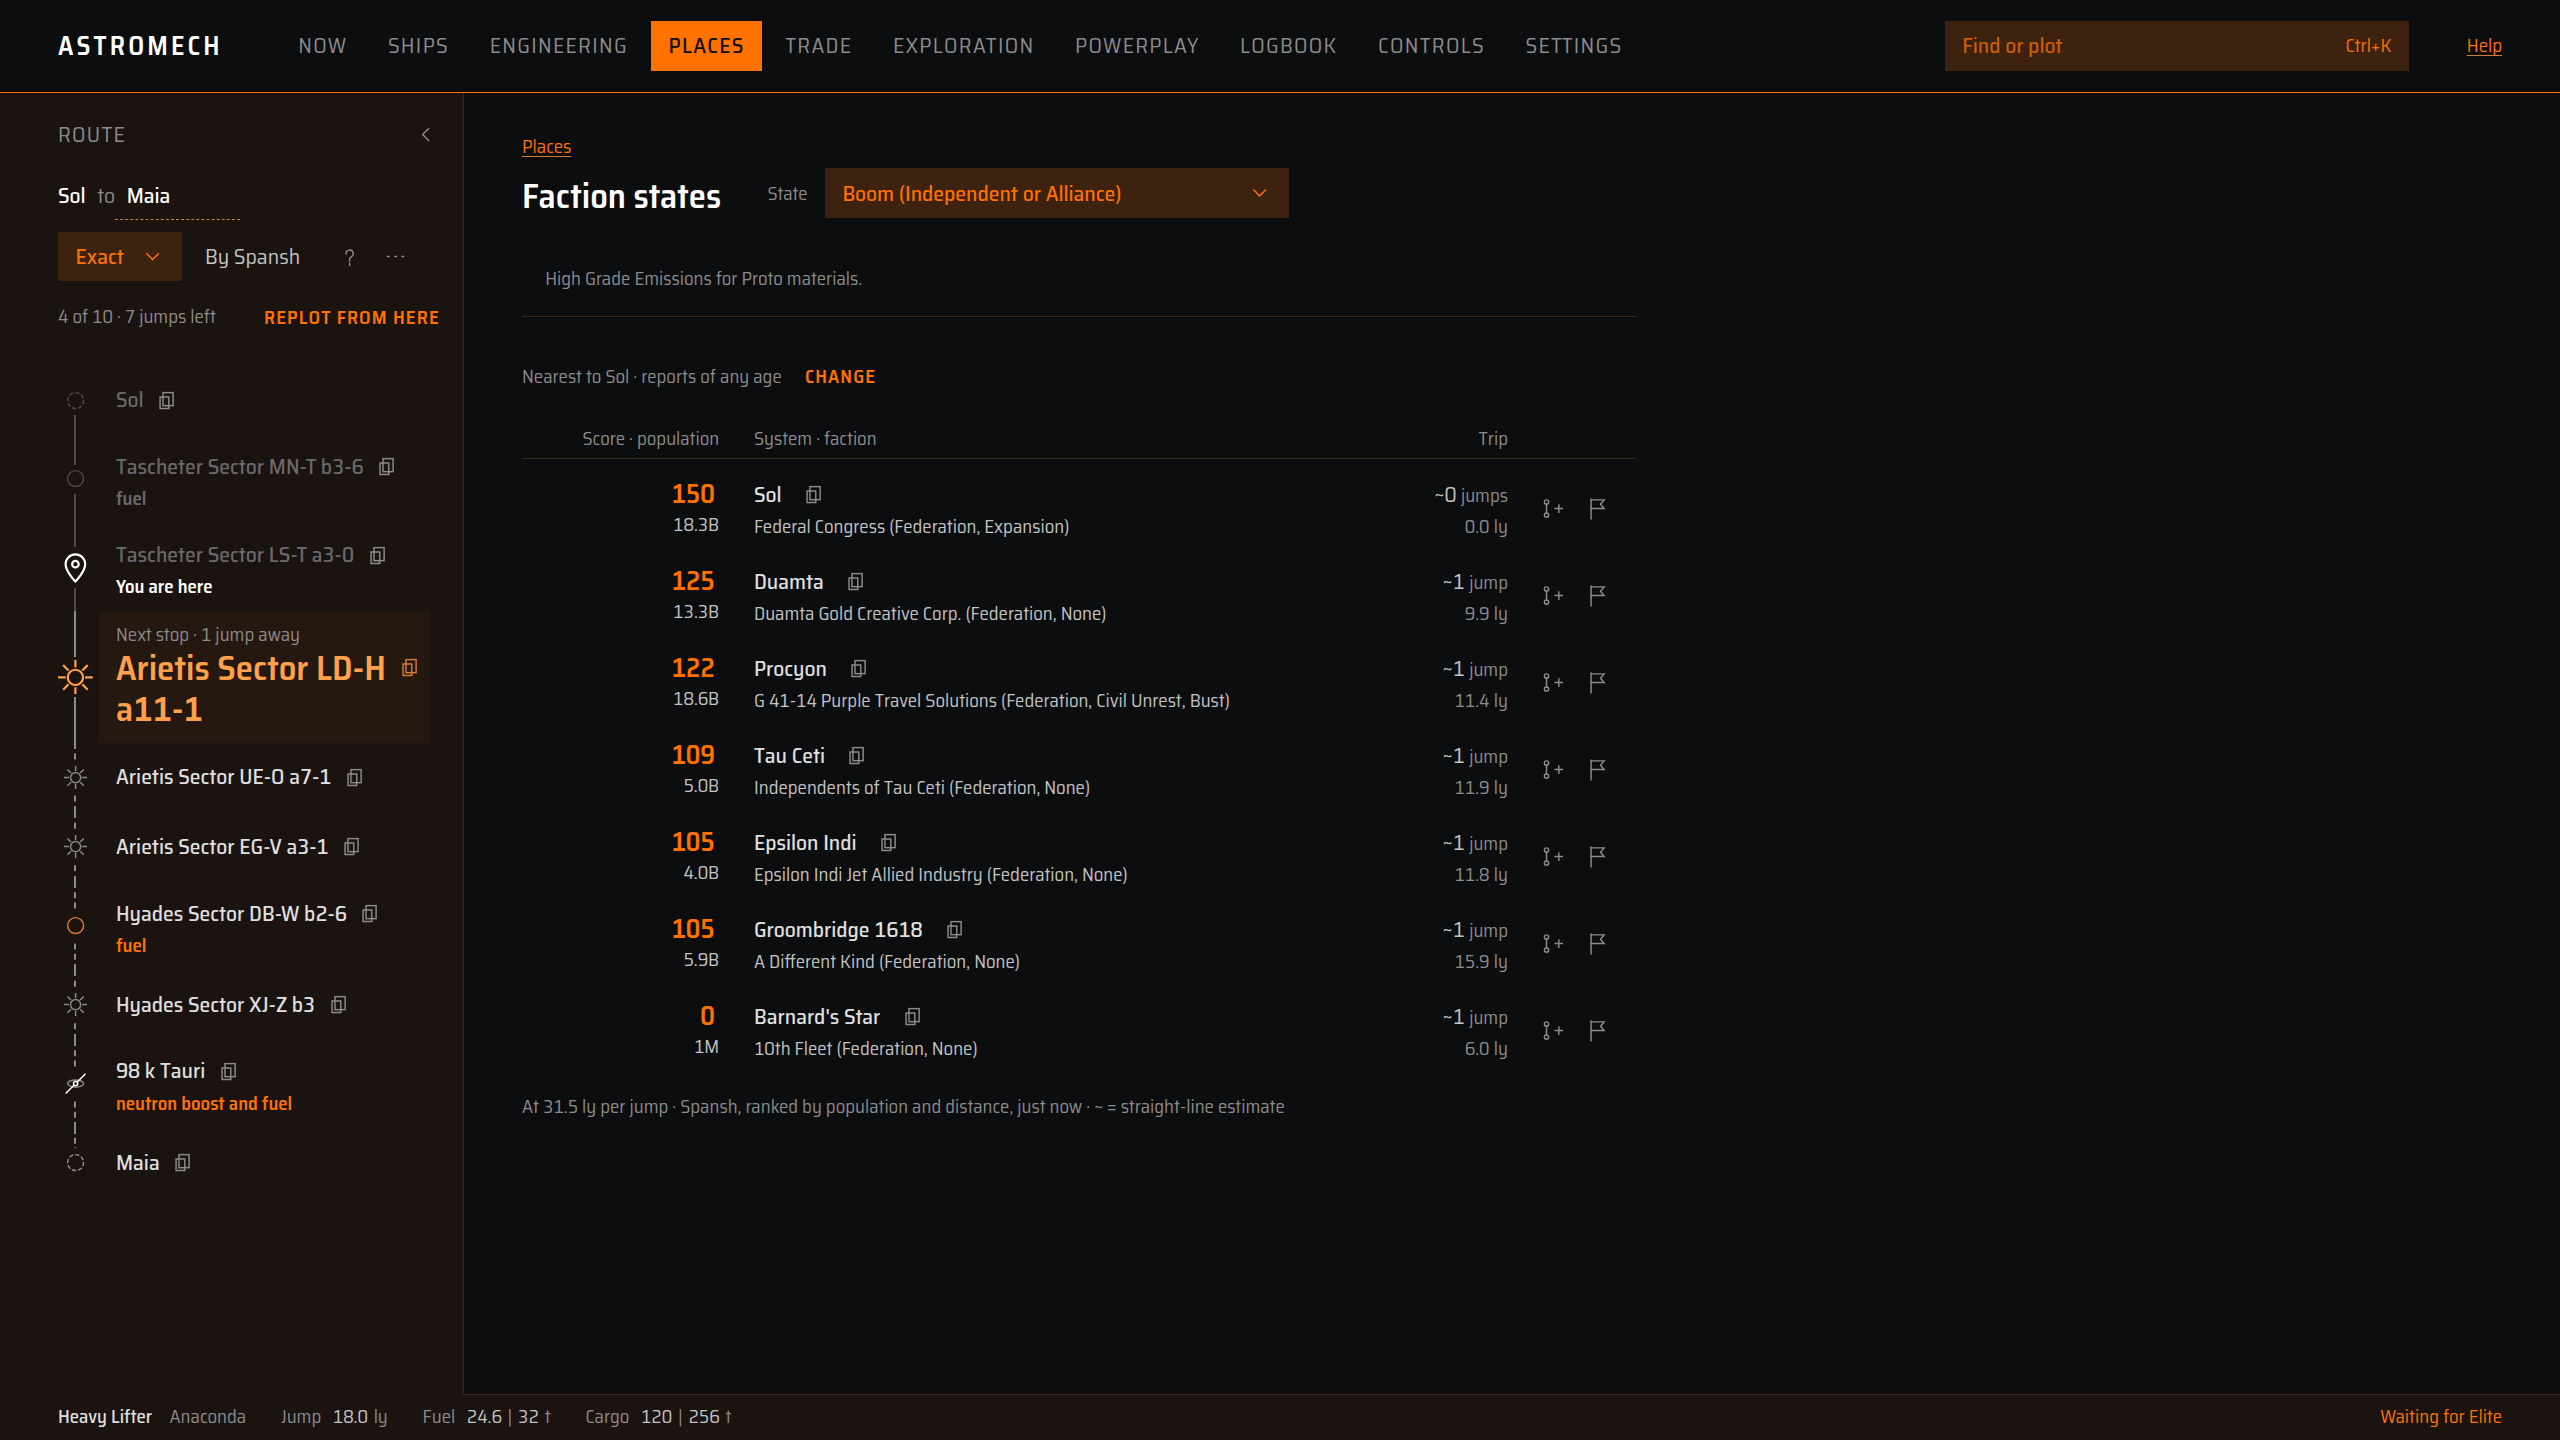 ASTROMECH NOW SHIPS ENGINEERING PLACES TRADE EXPLORATION POWERPLAY LOGBOOK CONTROLS SETTINGS Find or plot Ctrl+K Help
ROUTE
Sol to Maia
Exact By Spansh ? ...
4 of 10 · 7 jumps left REPLOT FROM HERE
Sol
Tascheter Sector MN-T b3-6
fuel
Tascheter Sector LS-T a3-0
You are here
Next stop · 1 jump away
Arietis Sector LD-H
a11-1
Arietis Sector UE-O a7-1
Arietis Sector EG-V a3-1
Hyades Sector DB-W b2-6
fuel
Hyades Sector XJ-Z b3
98 k Tauri
neutron boost and fuel
Maia
Places
Faction states State Boom (Independent or Alliance)
High Grade Emissions for Proto materials.
Nearest to Sol · reports of any age CHANGE
Score · population System · faction Trip
150 Sol ~0 jumps
18.3B Federal Congress (Federation, Expansion) 0.0 ly
125 Duamta ~1 jump
13.3B Duamta Gold Creative Corp. (Federation, None) 9.9 ly
122 Procyon ~1 jump
18.6B G 41-14 Purple Travel Solutions (Federation, Civil Unrest, Bust) 11.4 ly
109 Tau Ceti ~1 jump
5.0B Independents of Tau Ceti (Federation, None) 11.9 ly
105 Epsilon Indi ~1 jump
4.0B Epsilon Indi Jet Allied Industry (Federation, None) 11.8 ly
105 Groombridge 1618 ~1 jump
5.9B A Different Kind (Federation, None) 15.9 ly
0 Barnard's Star ~1 jump
1M 10th Fleet (Federation, None) 6.0 ly
At 31.5 ly per jump · Spansh, ranked by population and distance, just now · ~ = straight-line estimate
Heavy Lifter Anaconda Jump 18.0 ly Fuel 24.6 | 32 t Cargo 120 | 256 t Waiting for Elite